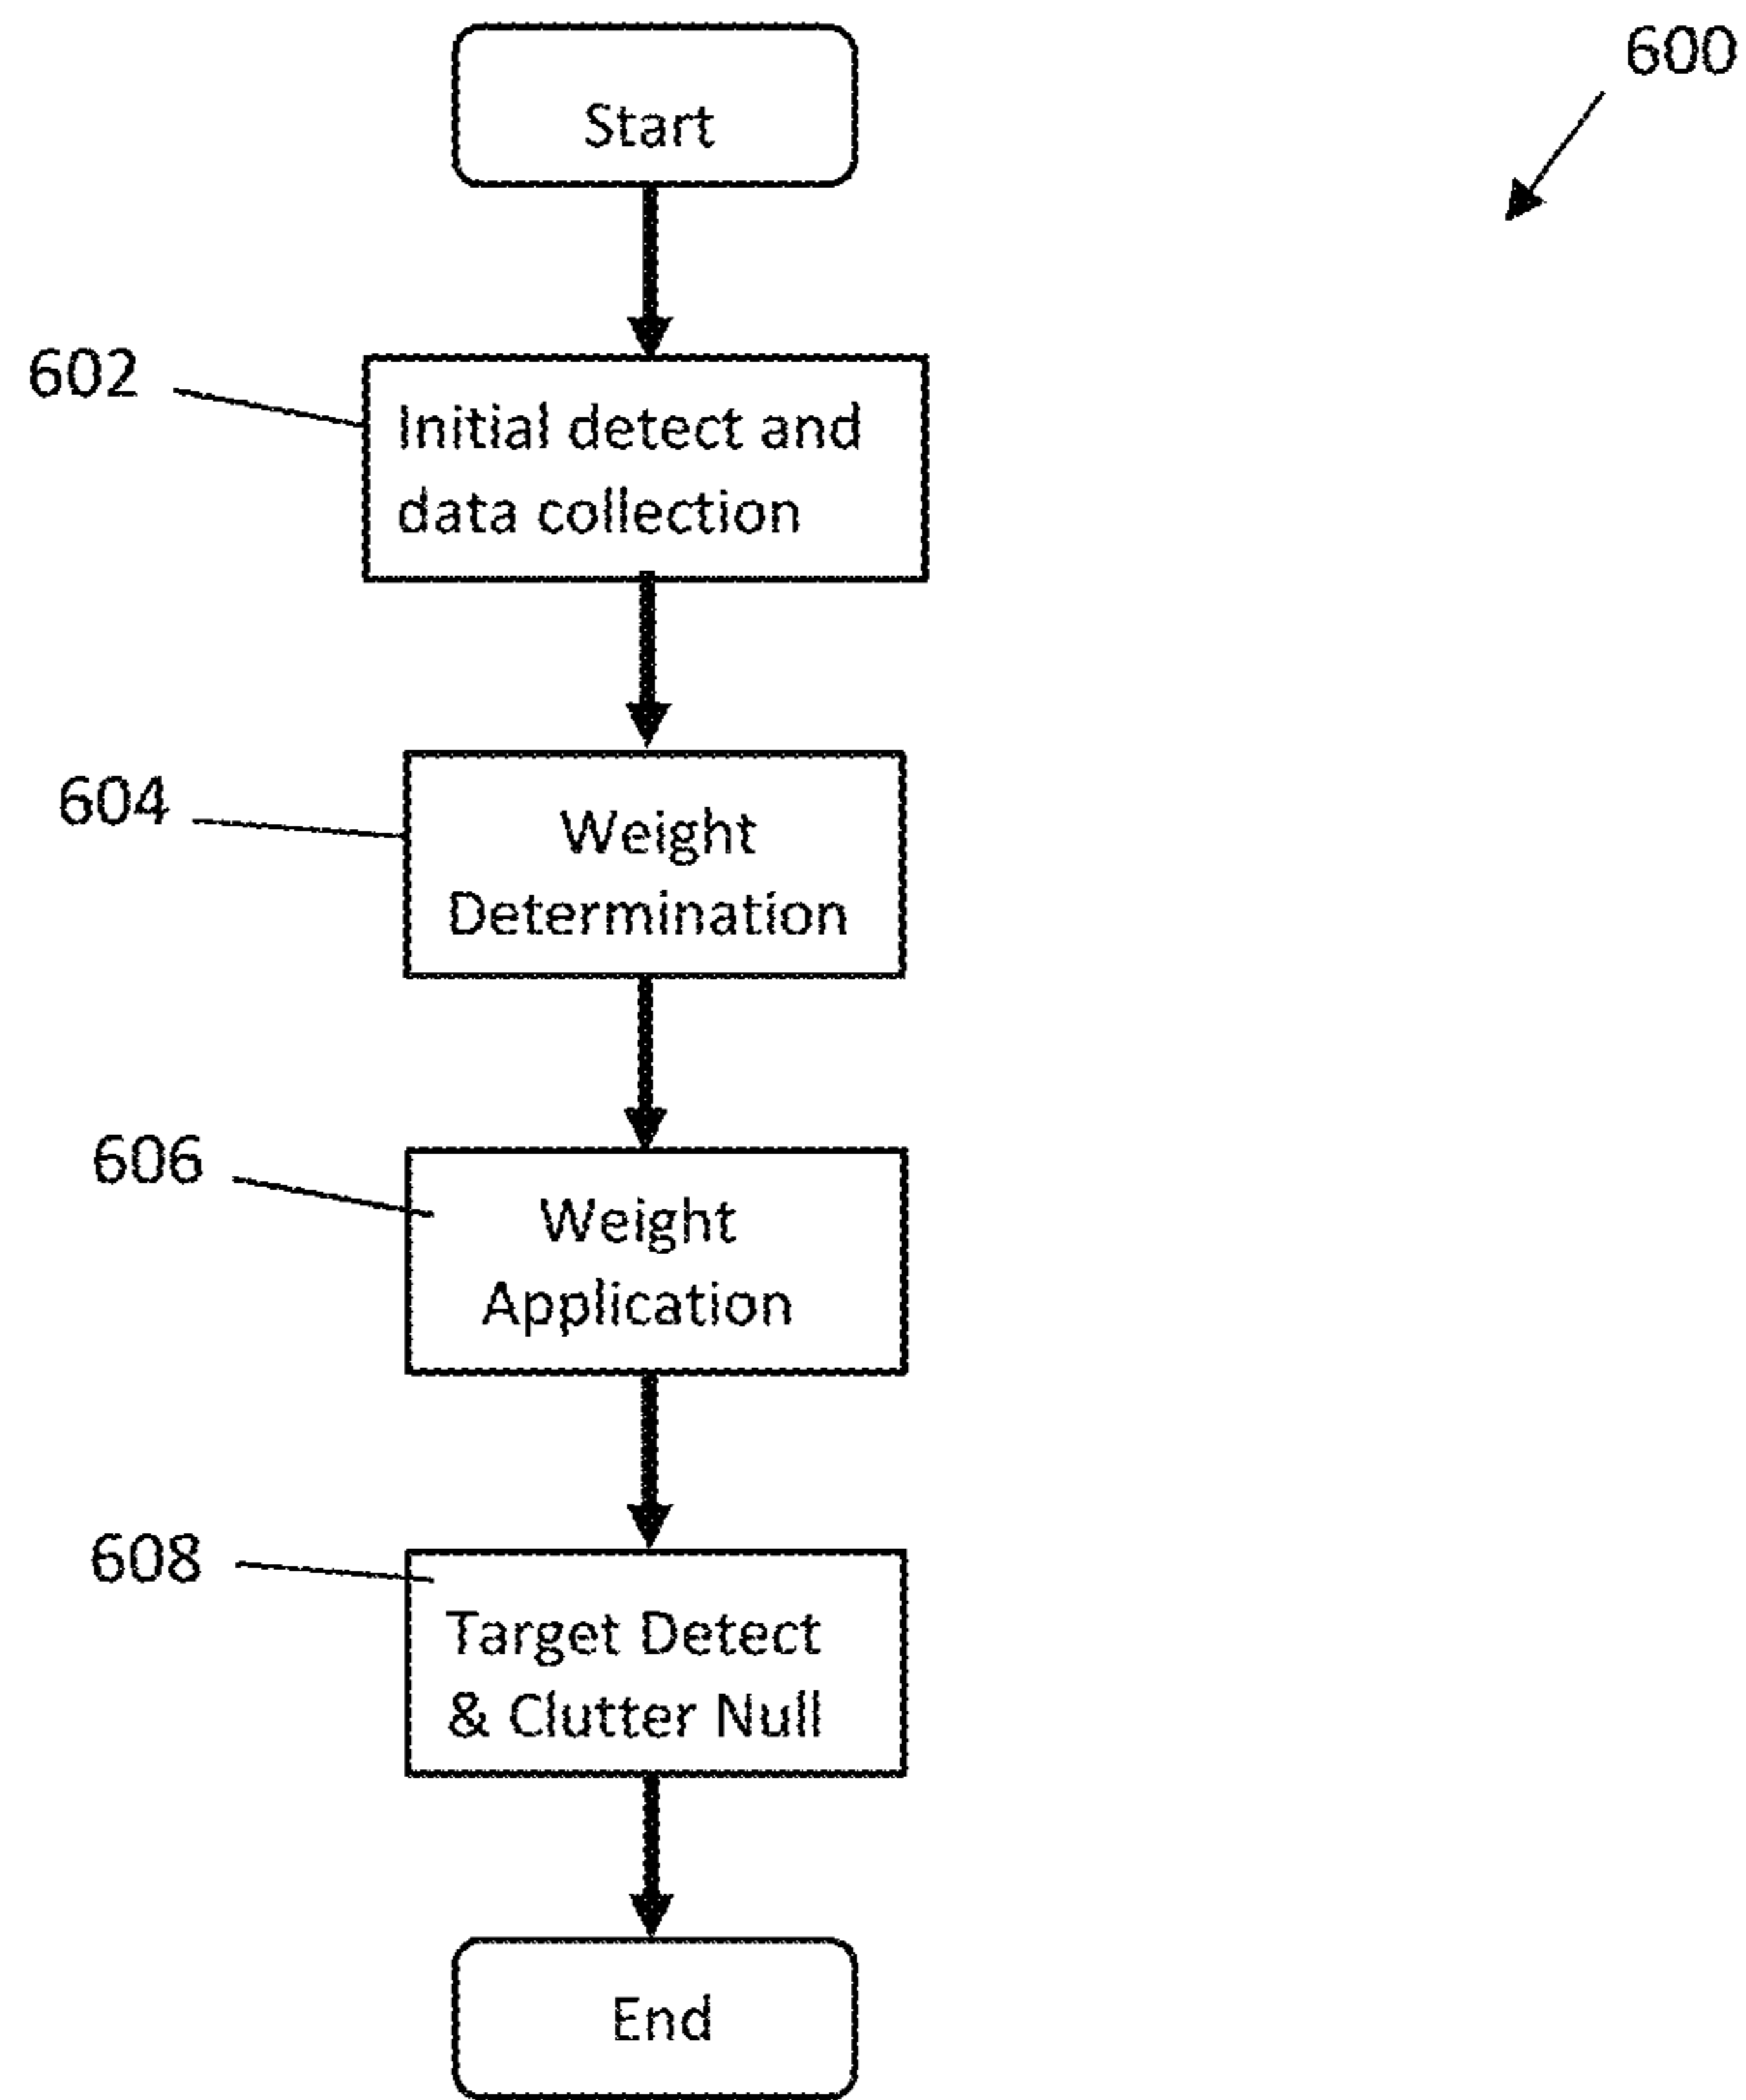 600
Start
602
Initial detect and
data collection
604
Weight
Determination
606
Weight
Application
608
Target Detect
& Clutter Null
End